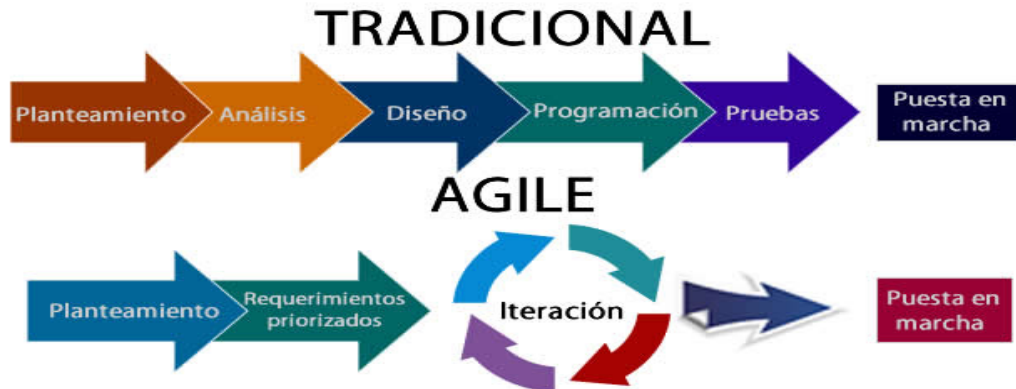 TRADICIONAL
Planteamiento
Análisis
Diseño
Programación
Pruebas
Puesta en
marcha
AGILE
Planteamiento
Requerimientos
priorizados
Iteración
Puesta en
marcha